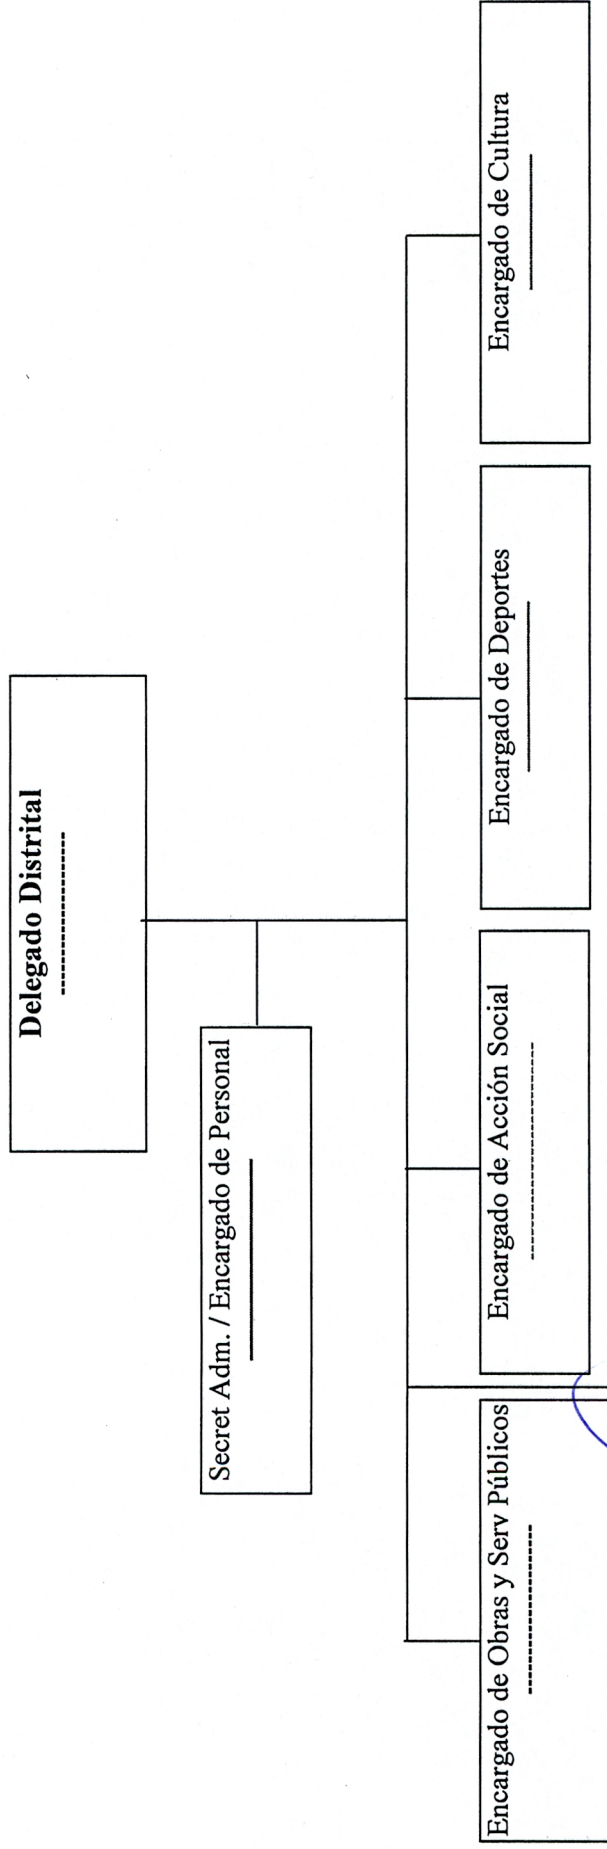 Delegado Distrital
----------------------
Secret Adm. / Encargado de Personal
Encargado de Obras y Serv Públicos
-----------------------
Encargado de Acción Social
-----------------------------
Encargado de Deportes
Encargado de Cultura